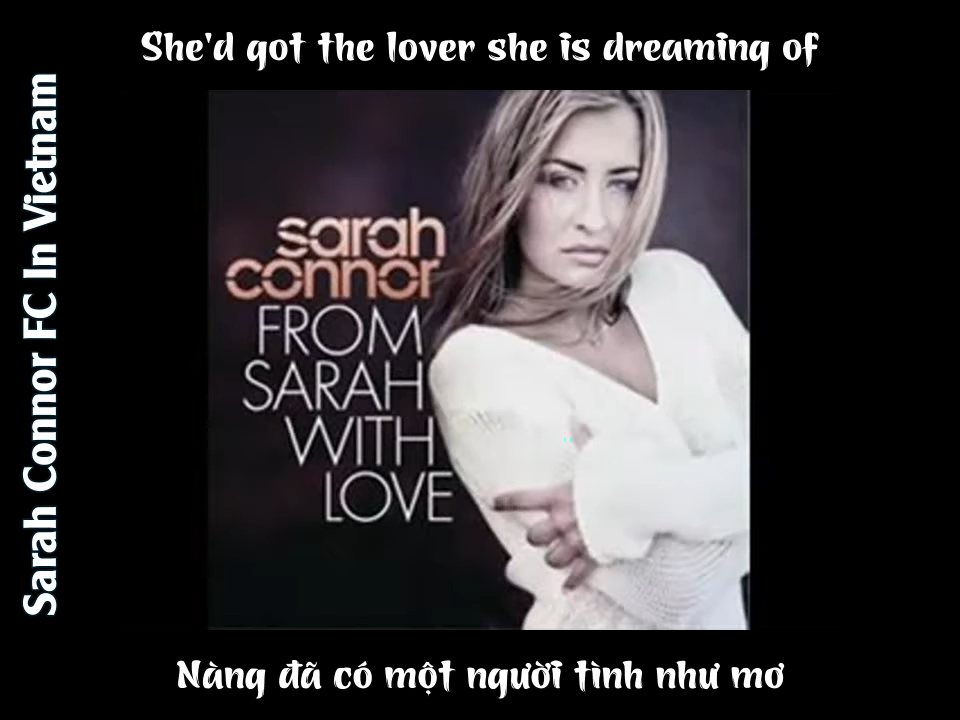 She'd got the lover she is dreaming of
Sarah Connor FC In Vietnam
sarah
connor
FROM
SARAH
WITH
LOVE
Nàng đã có một người tình như mơ